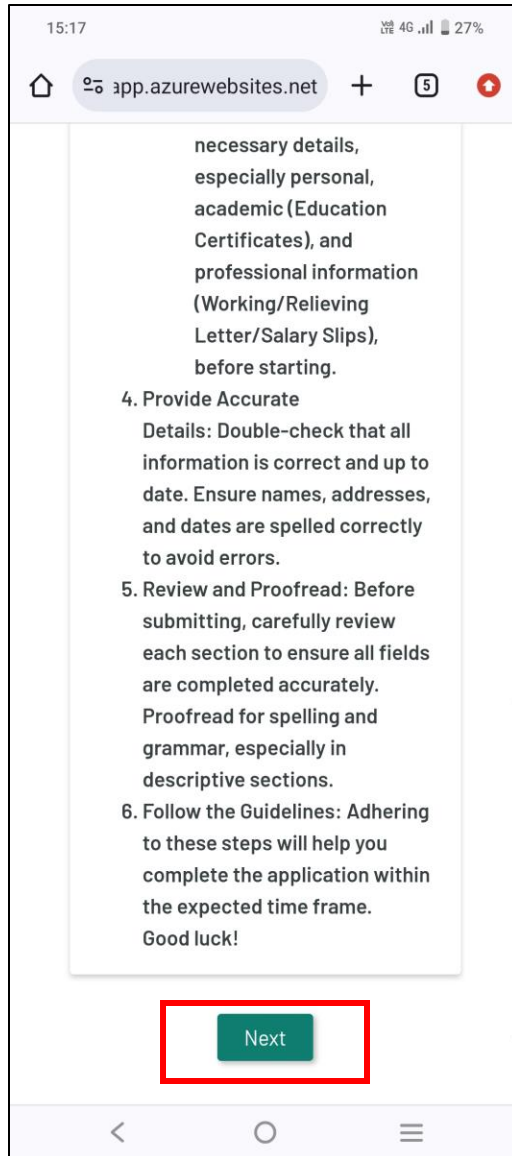 15:17
Vo) LTE 4G 27%
app.azurewebsites.net
5
necessary details,
especially personal,
academic (Education
Certificates), and
professional information
(Working/Relieving
Letter/Salary Slips),
before starting.
4. Provide Accurate
Details: Double-check that all
information is correct and up to
date. Ensure names, addresses,
and dates are spelled correctly
to avoid errors.
5. Review and Proofread: Before
submitting, carefully review
each section to ensure all fields
are completed accurately.
Proofread for spelling and
grammar, especially in
descriptive sections.
6. Follow the Guidelines: Adhering
to these steps will help you
complete the application within
the expected time frame.
Good luck!
Next